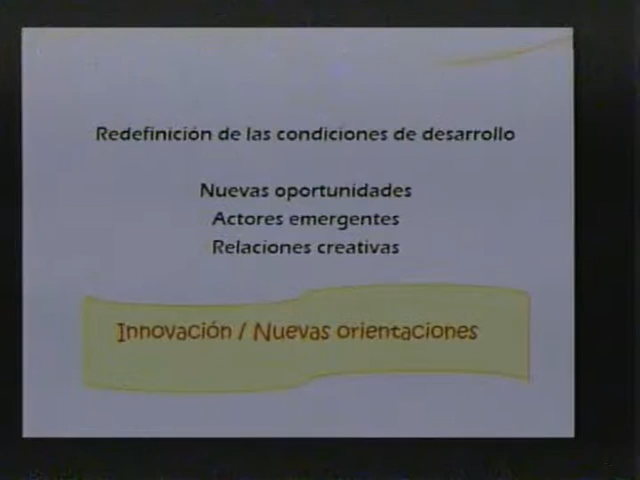 Redefinición de las condiciones de desarrollo
Nuevas oportunidades
Actores emergentes
Relaciones creativas
Innovación / Nuevas orientaciones